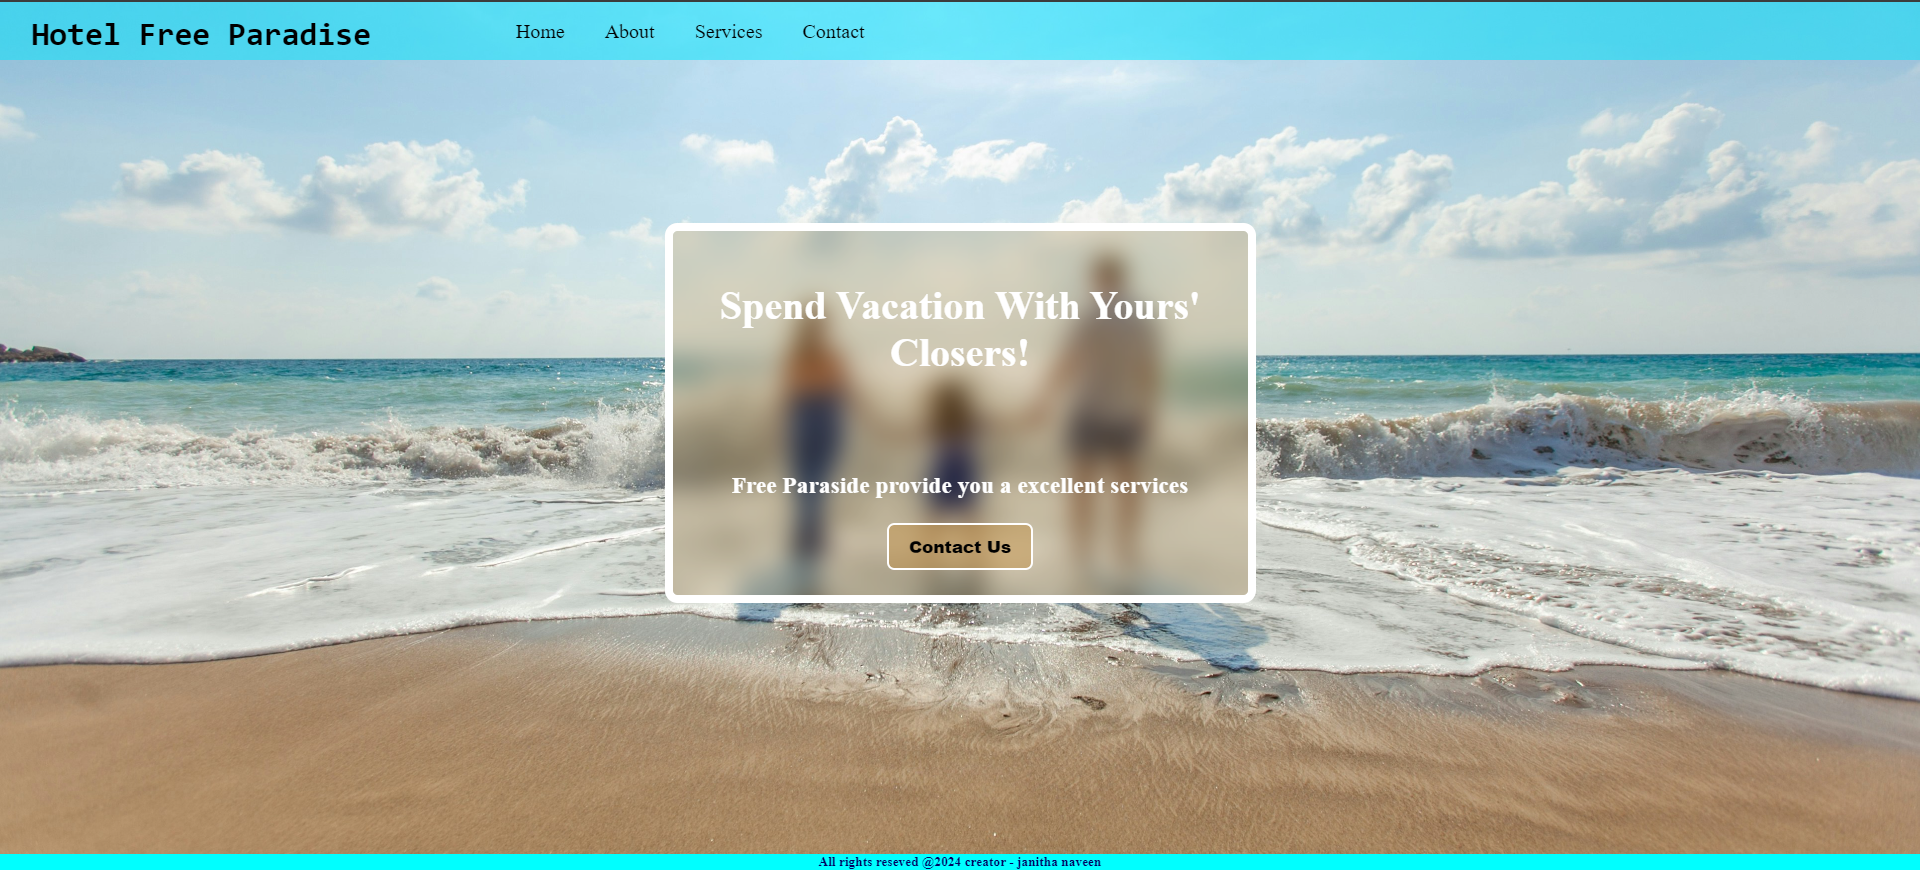 Hotel Free Paradise
Home About Services Contact
Spend Vacation With Yours'
Closers!
Free Paraside provide you a excellent services
Contact Us
All rights reseved @2024 creator - janitha naveen